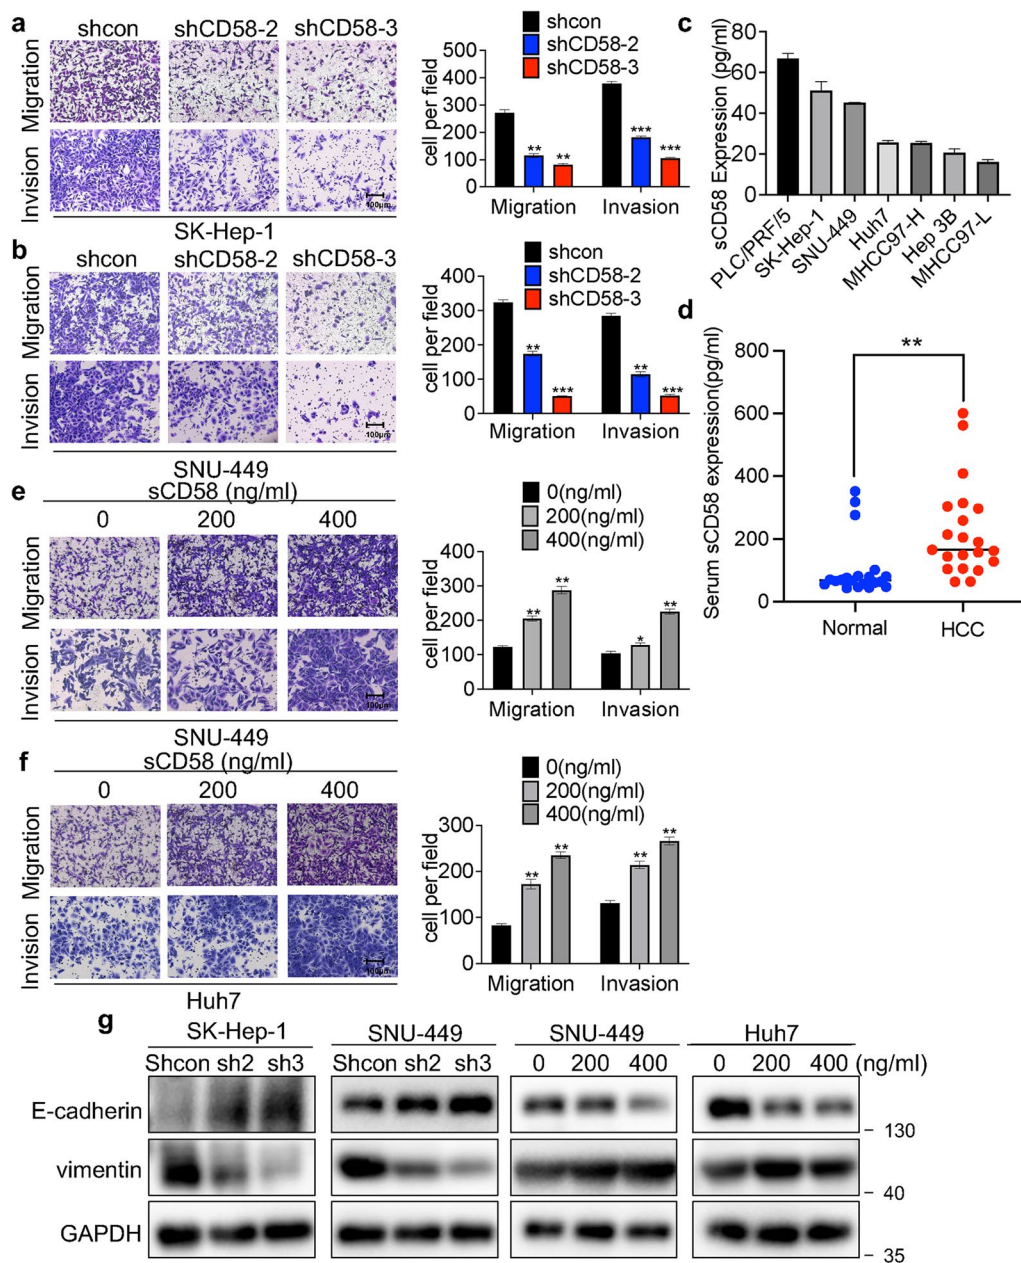 a
shcon shCD58-2 shCD58-3
Migration
Invision
100μm
SK-Hep-1
shcon
shCD58-2
shCD58-3
cell per field
500
400
300
200
100
0
** ** *** ***
Migration Invasion
b
shcon shCD58-2 shCD58-3
Migration
Invision
100μm
SNU-449
shcon
shCD58-2
shCD58-3
cell per field
400
300
200
100
0
** *** ** ***
Migration Invasion
c
sCD58 Expression (pg/ml)
80
60
40
20
0
PLC/PRF/5
SK-Hep-1
SNU-449
Huh7
MHCC97-H
Hep 3B
MHCC97-L
d
Serum sCD58 expression(pg/ml)
800
600
400
200
0
**
Normal HCC
e
sCD58 (ng/ml)
0 200 400
Migration
Invision
100μm
SNU-449
0(ng/ml)
200(ng/ml)
400(ng/ml)
cell per field
400
300
200
100
0
** ** * **
Migration Invasion
f
sCD58 (ng/ml)
0 200 400
Migration
Invision
100μm
Huh7
0(ng/ml)
200(ng/ml)
400(ng/ml)
cell per field
300
200
100
0
** ** ** **
Migration Invasion
g
SK-Hep-1 SNU-449 SNU-449 Huh7
Shcon sh2 sh3 Shcon sh2 sh3 0 200 400 0 200 400 (ng/ml)
E-cadherin
130
vimentin
40
GAPDH
35